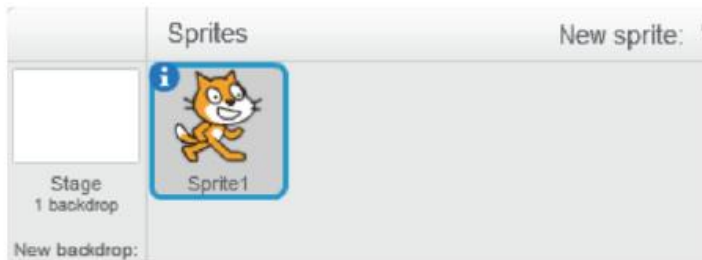 Sprites
New sprite:
i
Sprite1
Stage
1 backdrop
New backdrop: